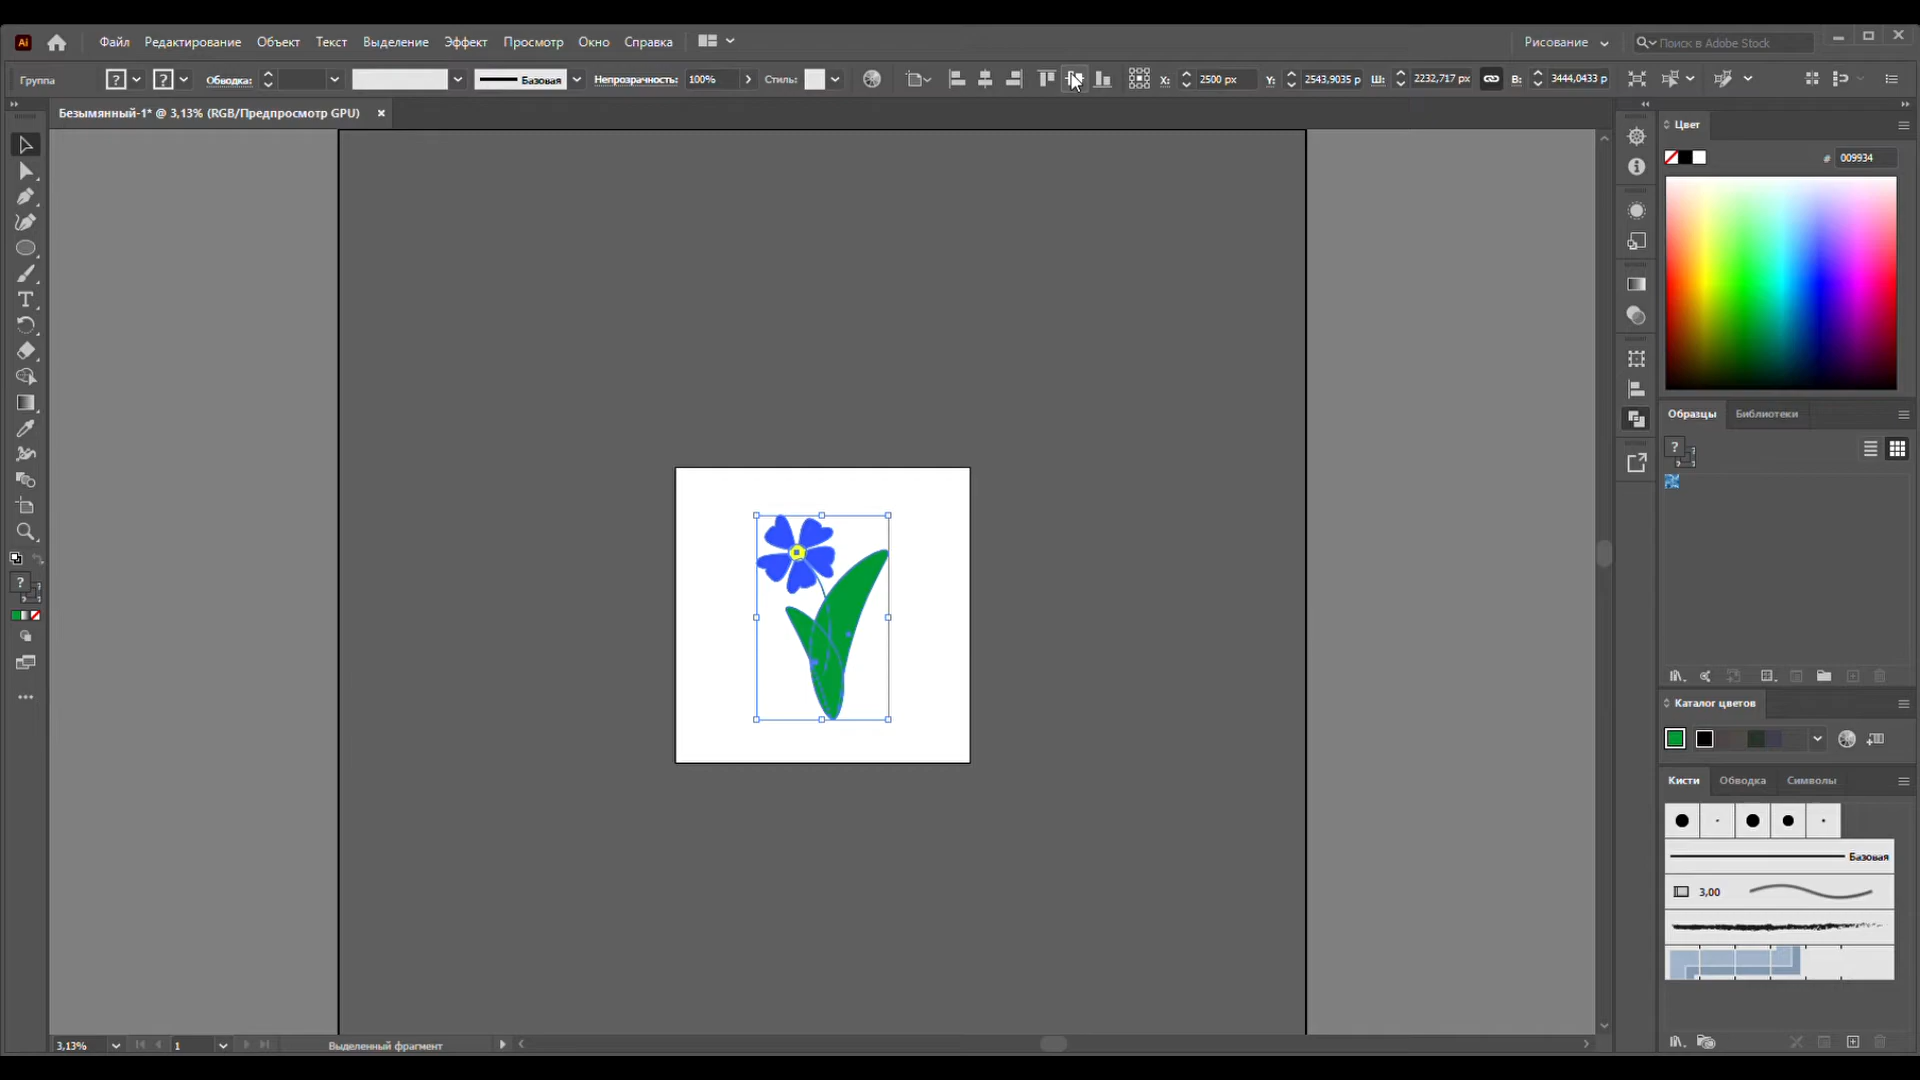 Ai
Файл Редактирование Объект Текст Выделение Эффект Просмотр Окно Справка
Рисование
Поиск в Adobe Stock
Группа
?
?
Обводка:
Базовая
Непрозрачность: 100%
Стиль:
X: 2500 px
Y: 2543,9035 p
Ш: 2232,717 px
В: 3444,0433 p
Безымянный-1* @ 3,13% (RGB/Предпросмотр GPU)
Цвет
# 009934
Образцы Библиотеки
?
Каталог цветов
Кисти Обводка Символы
Базовая
3,00
T
?
3,13%
1
Выделенный фрагмент